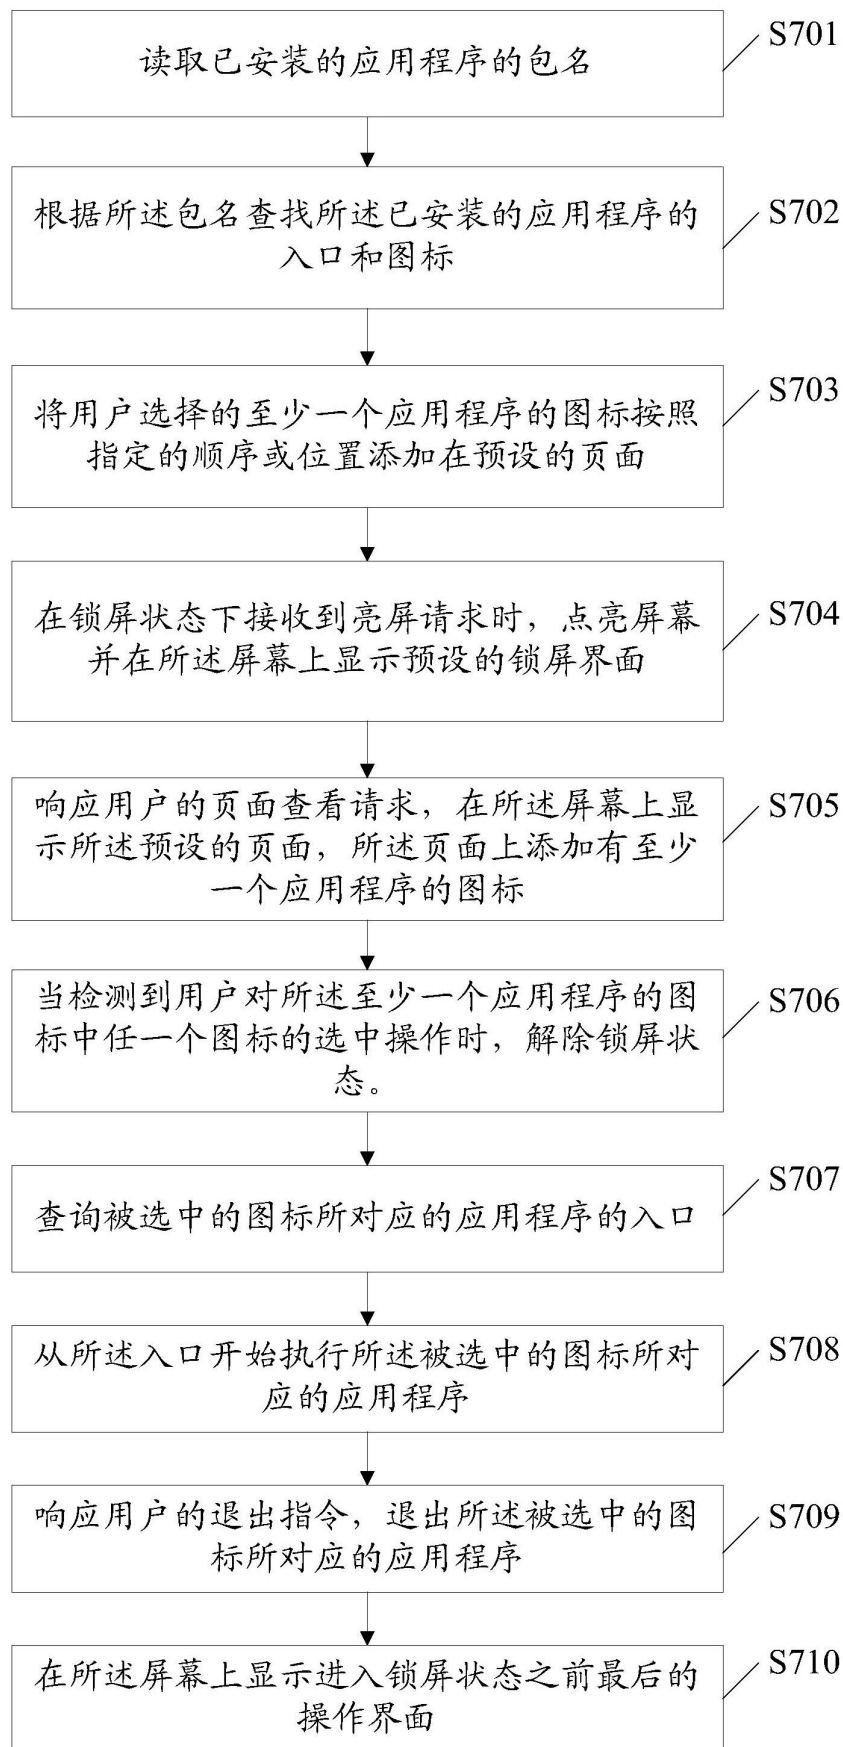 读取已安装的应用程序的包名
S701
根据所述包名查找所述已安装的应用程序的
入口和图标
S702
将用户选择的至少一个应用程序的图标按照
指定的顺序或位置添加在预设的页面
S703
在锁屏状态下接收到亮屏请求时，点亮屏幕
并在所述屏幕上显示预设的锁屏界面
S704
响应用户的页面查看请求，在所述屏幕上显
示所述预设的页面，所述页面上添加有至少
一个应用程序的图标
S705
当检测到用户对所述至少一个应用程序的图
标中任一个图标的选中操作时，解除锁屏状
态。
S706
查询被选中的图标所对应的应用程序的入口
S707
从所述入口开始执行所述被选中的图标所对
应的应用程序
S708
响应用户的退出指令，退出所述被选中的图
标所对应的应用程序
S709
在所述屏幕上显示进入锁屏状态之前最后的
操作界面
S710